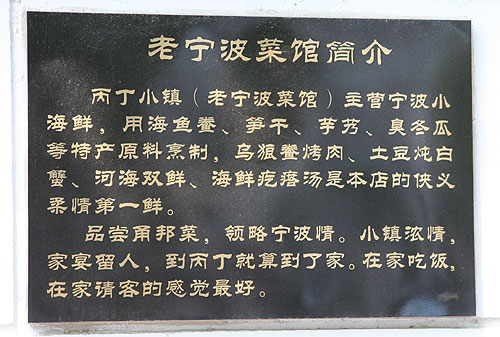 老宁波菜馆简介
丙丁小镇（老宁波菜馆）主营宁波小
海鲜，用海鱼鲞、笋干、芋艿、臭冬瓜
等特产原料烹制，乌狼鲞烤肉、土豆炖白
蟹、河海双鲜、海鲜疙瘩汤是本店的侠义
柔情第一鲜。
品尝甬邦菜，领略宁波情。小镇浓情，
家宴留人，到丙丁就算到了家。在家吃饭，
在家请客的感觉最好。